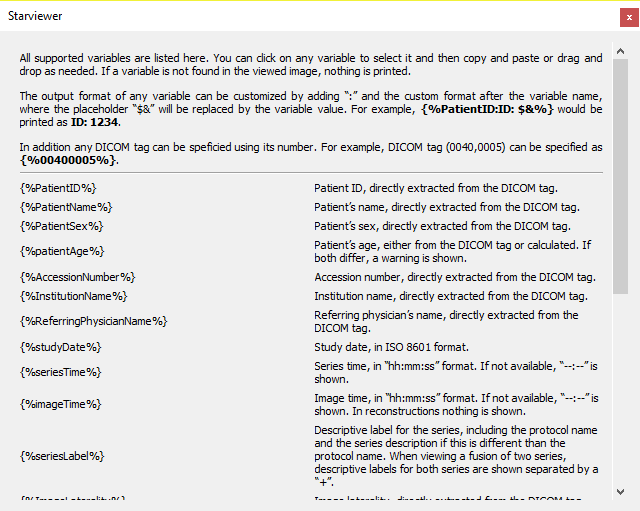 Starviewer
x
All supported variables are listed here. You can click on any variable to select it and then copy and paste or drag and
drop as needed. If a variable is not found in the viewed image, nothing is printed.
The output format of any variable can be customized by adding “:” and the custom format after the variable name,
where the placeholder “$&” will be replaced by the variable value. For example, {%PatientID:ID: $&%} would be
printed as ID: 1234.
In addition any DICOM tag can be speficied using its number. For example, DICOM tag (0040,0005) can be specified as
{%00400005%}.
{%PatientID%} Patient ID, directly extracted from the DICOM tag.
{%PatientName%} Patient’s name, directly extracted from the DICOM tag.
{%PatientSex%} Patient’s sex, directly extracted from the DICOM tag.
{%patientAge%} Patient’s age, either from the DICOM tag or calculated. If
both differ, a warning is shown.
{%AccessionNumber%} Accession number, directly extracted from the DICOM tag.
{%InstitutionName%} Institution name, directly extracted from the DICOM tag.
{%ReferringPhysicianName%} Referring physician’s name, directly extracted from the
DICOM tag.
{%studyDate%} Study date, in ISO 8601 format.
{%seriesTime%} Series time, in “hh:mm:ss” format. If not available, “--:--” is
shown.
{%imageTime%} Image time, in “hh:mm:ss” format. If not available, “--:--” is
shown. In reconstructions nothing is shown.
{%seriesLabel%} Descriptive label for the series, including the protocol name
and the series description if this is different than the
protocol name. When viewing a fusion of two series,
descriptive labels for both series are shown separated by a
“+”.
{%ImageLaterality%} Image laterality, directly extracted from the DICOM tag.